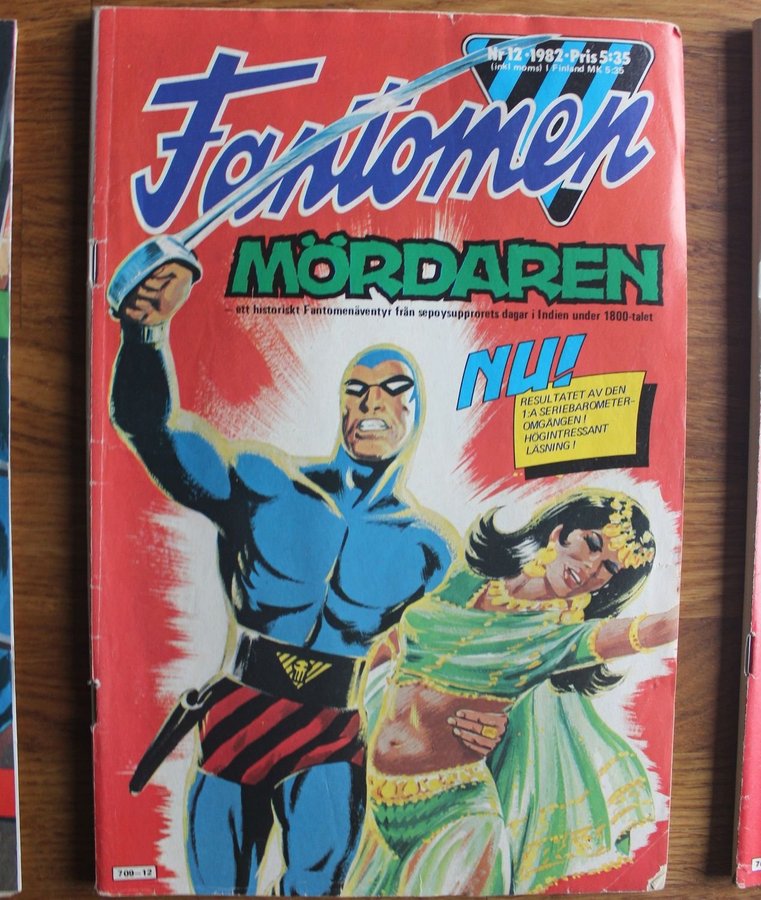 Nr 12 • 1982 • Pris 5:35
(inkl moms) I Finland MK 5:35
Fantomen
MÖRDAREN
– ett historiskt Fantomenäventyr från sepoysupprorets dagar i Indien under 1800-talet
NU!
RESULTATET AV DEN
1:A SERIEBAROMETER-
OMGÅNGEN!
HÖGINTRESSANT
LÄSNING!
709–12